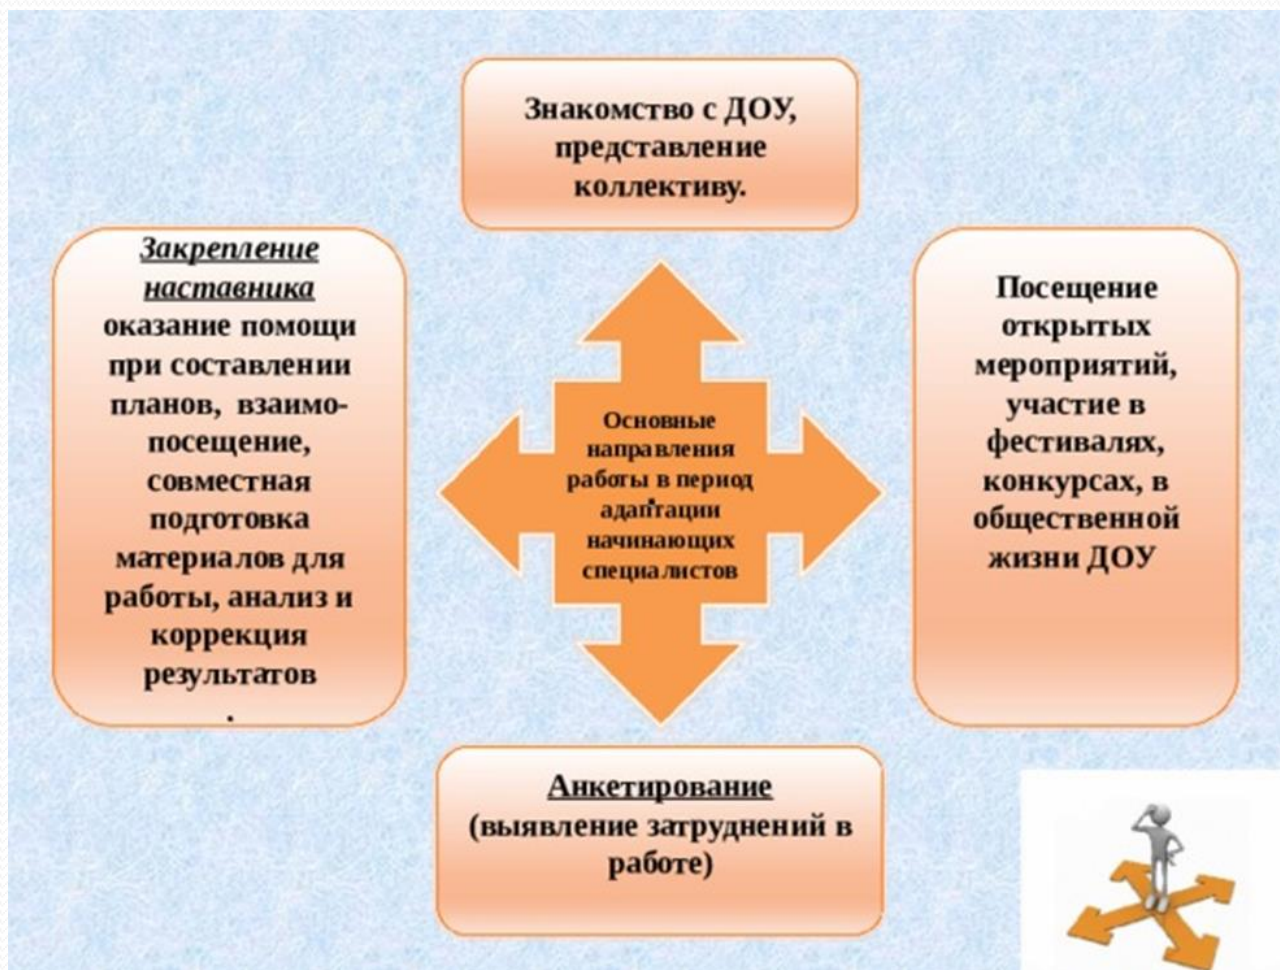 Знакомство с ДОУ,
представление
коллективу.
Закрепление
наставника
оказание помощи
при составлении
планов, взаимо-
посещение,
совместная
подготовка
материалов для
работы, анализ и
коррекция
результатов
.
Основные
направления
работы в период
адаптации
начинающих
специалистов
Посещение
открытых
мероприятий,
участие в
фестивалях,
конкурсах, в
общественной
жизни ДОУ
Анкетирование
(выявление затруднений в
работе)